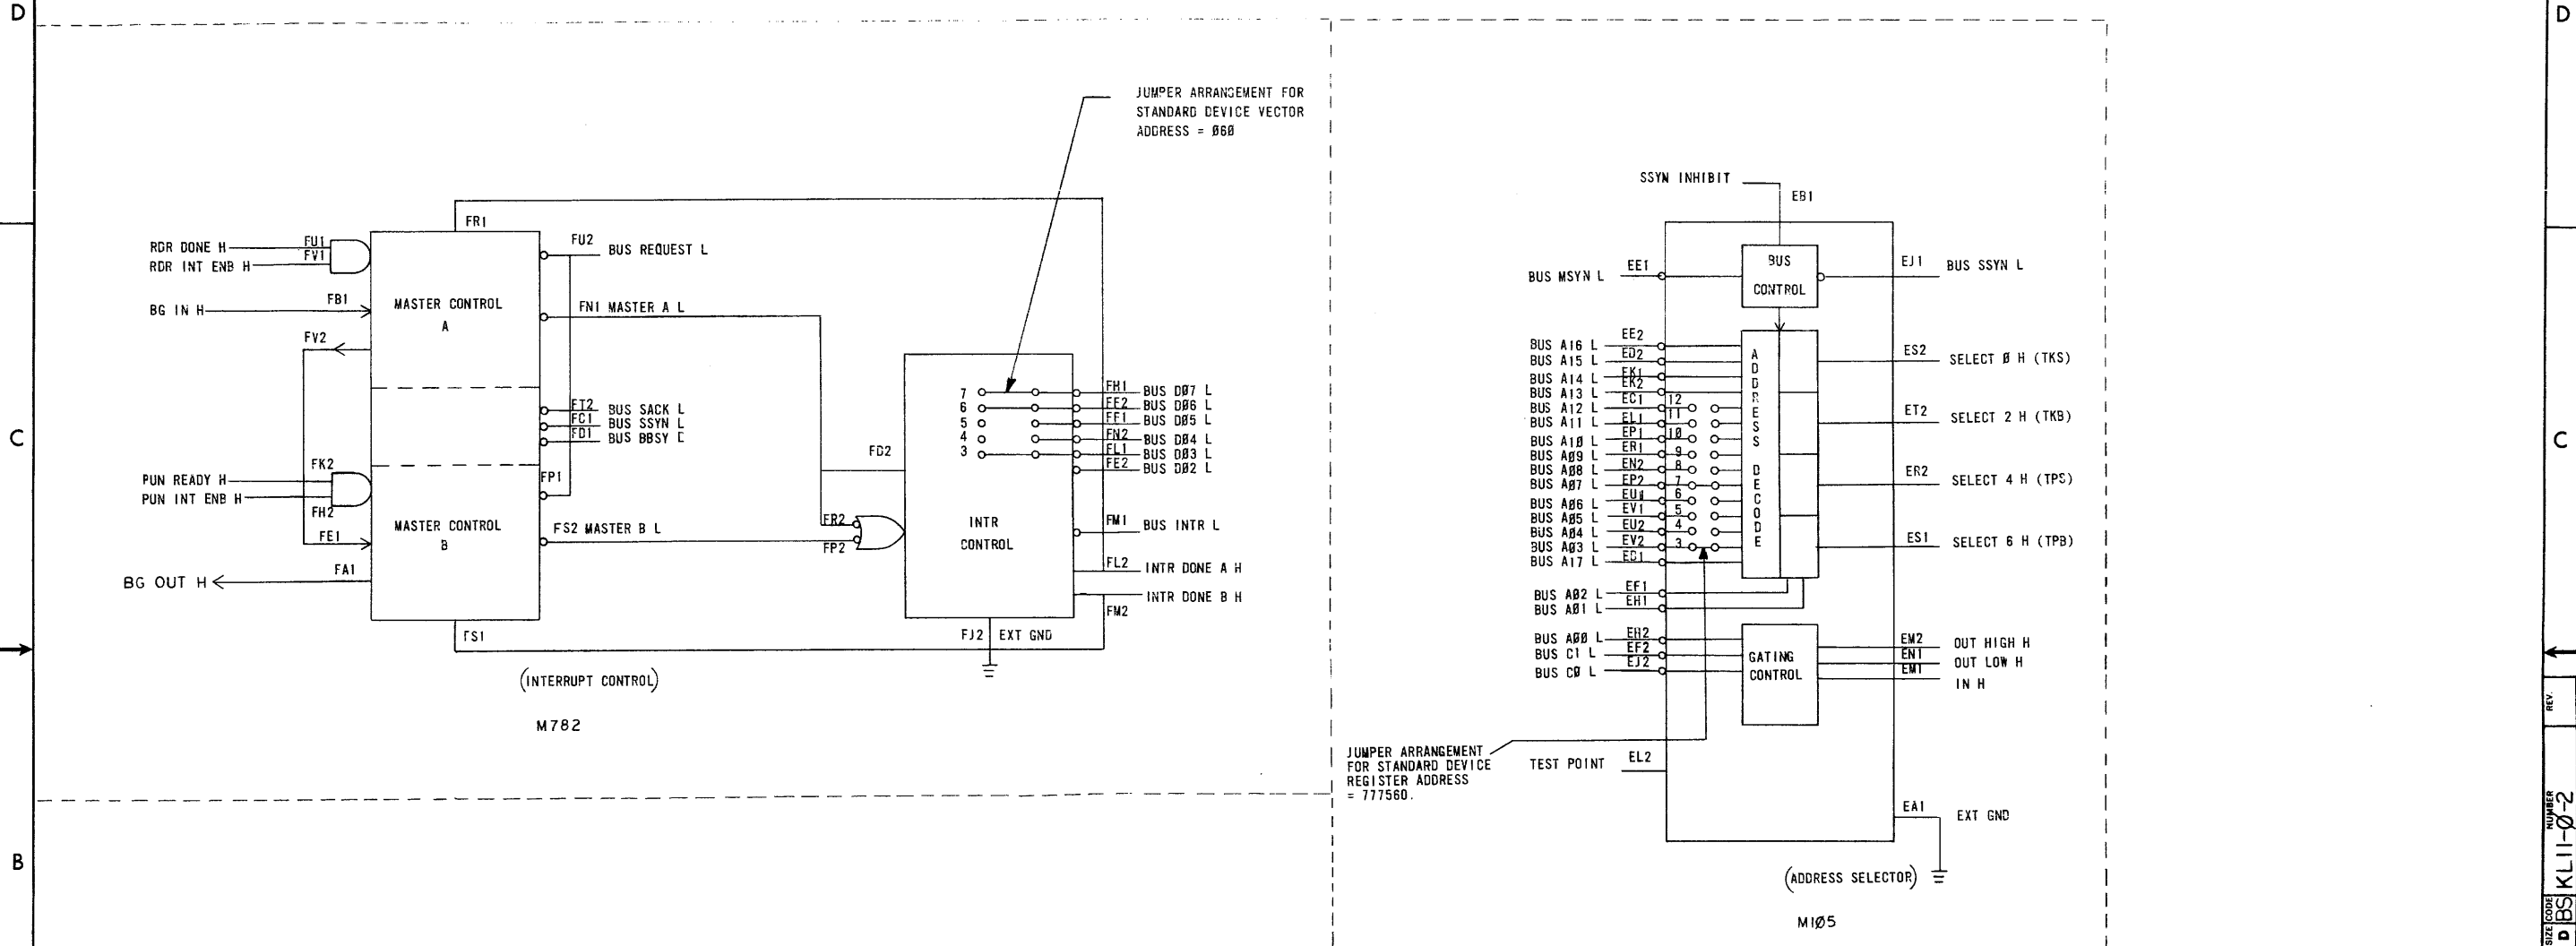 D
D
JUMPER ARRANGEMENT FOR
STANDARD DEVICE VECTOR
ADDRESS = Ø6Ø
FR1
RDR DONE H
FU1
RDR INT ENB H
FV1
BG IN H
FB1
FV2
MASTER CONTROL
A
FU2
BUS REQUEST L
FN1 MASTER A L
FT2 BUS SACK L
FC1 BUS SSYN L
FD1 BUS BBSY
PUN READY H
FK2
PUN INT ENB H
FH2
FE1
BG OUT H
FA1
MASTER CONTROL
B
FP1
FS2 MASTER B L
FS1
FR2
FP2
FD2
7
6
5
4
3
INTR
CONTROL
FH1 BUS DØ7 L
FE2 BUS DØ6 L
FE1 BUS DØ5 L
FN2 BUS DØ4 L
FL1 BUS DØ3 L
FE2 BUS DØ2 L
FM1 BUS INTR L
FL2 INTR DONE A H
INTR DONE B H
FM2
FJ2 EXT GND
(INTERRUPT CONTROL)
M782
SSYN INHIBIT
EB1
BUS MSYN L EE1
BUS
CONTROL
EJ1 BUS SSYN L
BUS A16 L EE2
BUS A15 L ED2
BUS A14 L EK1
BUS A13 L EK2
BUS A12 L EC1 12
BUS A11 L EL1 11
BUS A1Ø L EP1 10
BUS AØ9 L ER1 9
BUS AØ8 L EN2 8
BUS AØ7 L EP2 7
BUS AØ6 L EU1 6
BUS AØ5 L EV1 5
BUS AØ4 L EU2 4
BUS AØ3 L EV2 3
BUS A17 L ED1
BUS AØ2 L EF1
BUS AØ1 L EH1
ADDRESS DECODE
ES2 SELECT Ø H (TKS)
ET2 SELECT 2 H (TKB)
ER2 SELECT 4 H (TPS)
ES1 SELECT 6 H (TPB)
BUS AØØ L EH2
BUS C1 L EF2
BUS CØ L EJ2
GATING
CONTROL
EM2 OUT HIGH H
EN1 OUT LOW H
EM1 IN H
JUMPER ARRANGEMENT
FOR STANDARD DEVICE
REGISTER ADDRESS
= 777560.
TEST POINT EL2
EA1 EXT GND
(ADDRESS SELECTOR)
M1Ø5
C
C
B
REV.
NUMBER
KL11-Ø-2
SIZE CODE
D BS